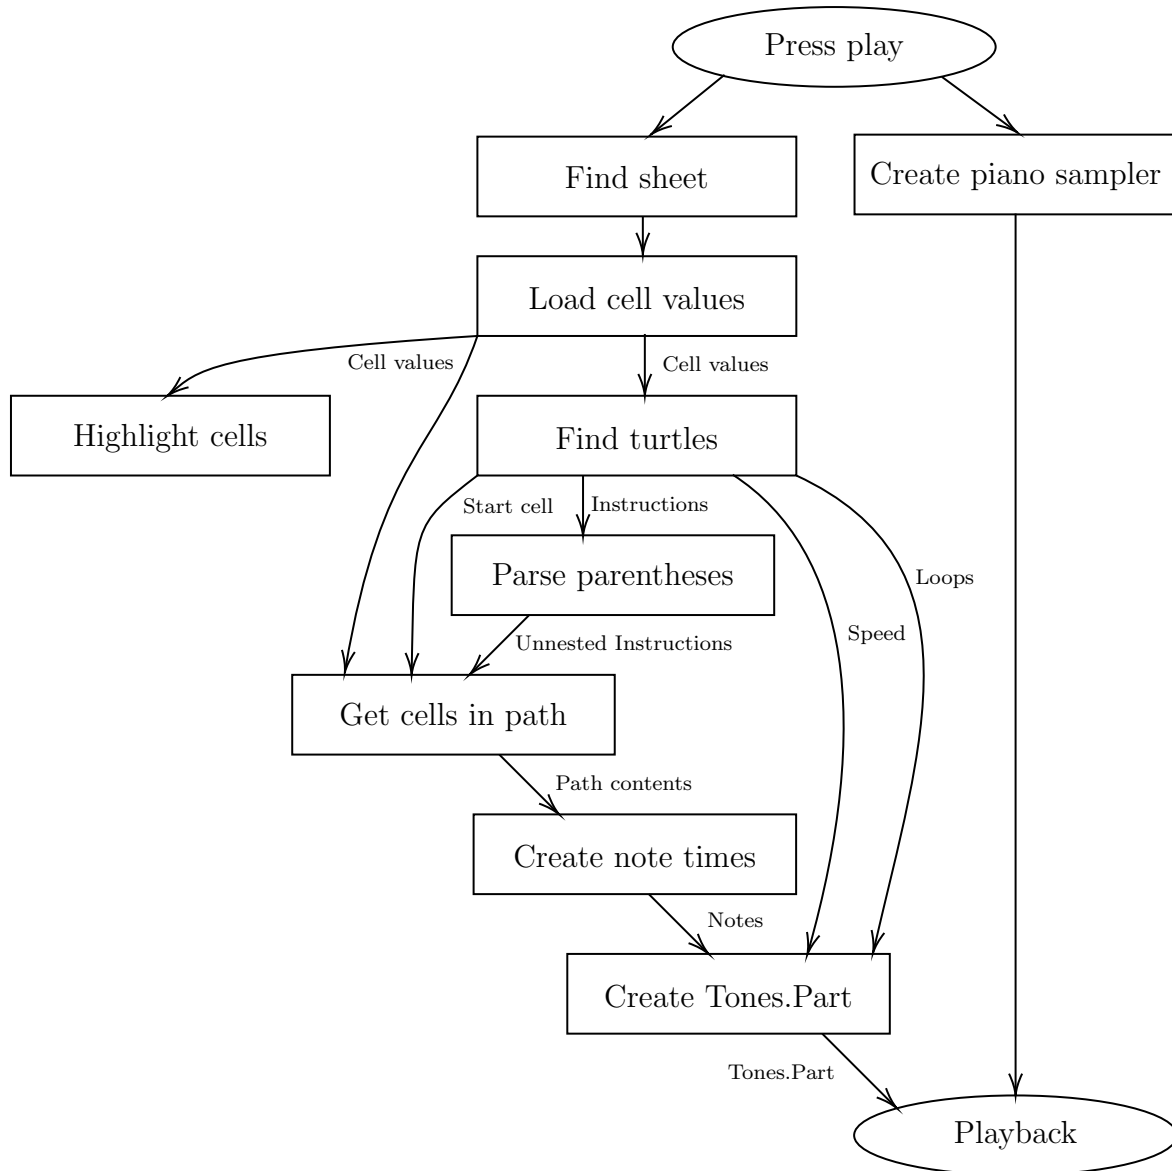 Press play
Find sheet
Create piano sampler
Load cell values
Cell values
Cell values
Highlight cells
Find turtles
Start cell
Instructions
Parse parentheses
Loops
Speed
Unnested Instructions
Get cells in path
Path contents
Create note times
Notes
Create Tones.Part
Tones.Part
Playback